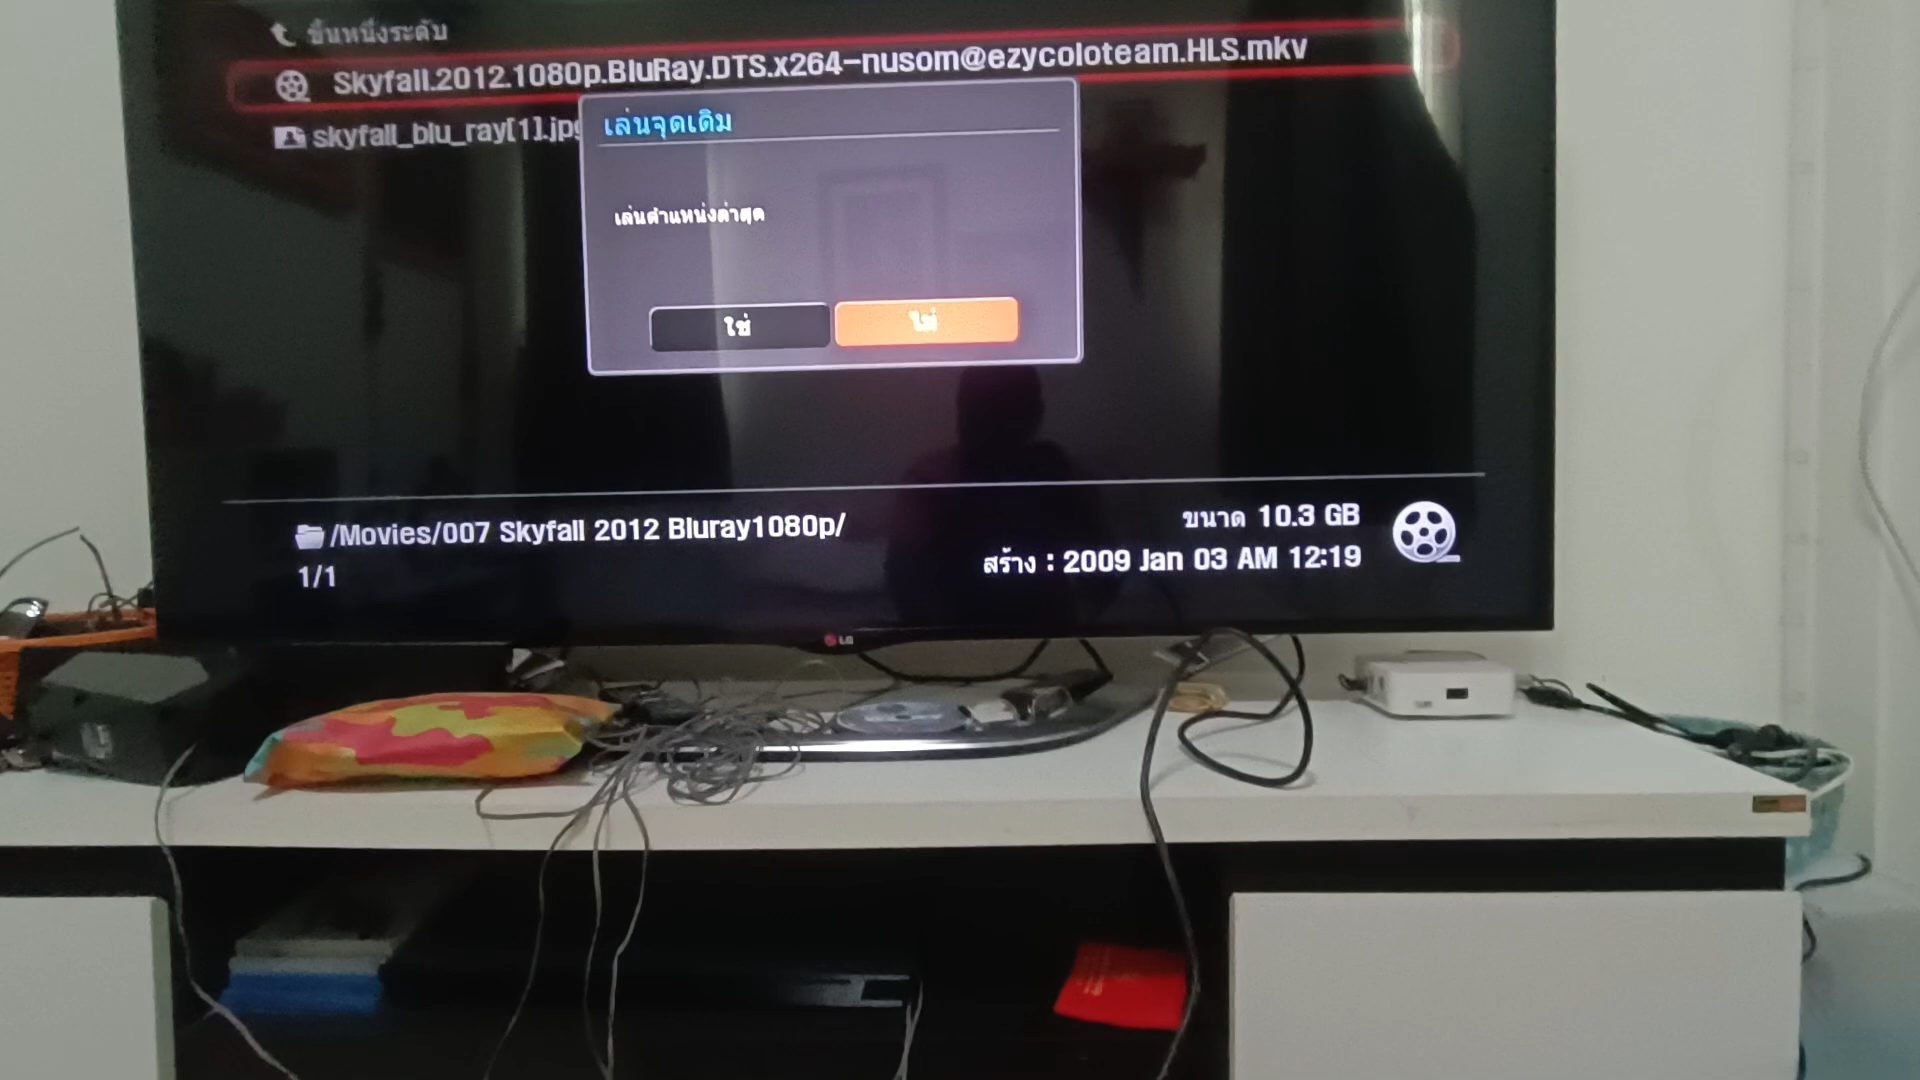 ขึ้นหนึ่งระดับ
Skyfall.2012.1080p.BluRay.DTS.x264-nusom@ezycoloteam.HLS.mkv
skyfall_blu_ray[1].jpg
เล่นจุดเดิม
เล่นตำแหน่งล่าสุด
ใช่
ไม่
/Movies/007 Skyfall 2012 Bluray1080p/
1/1
ขนาด 10.3 GB
สร้าง : 2009 Jan 03 AM 12:19
LG